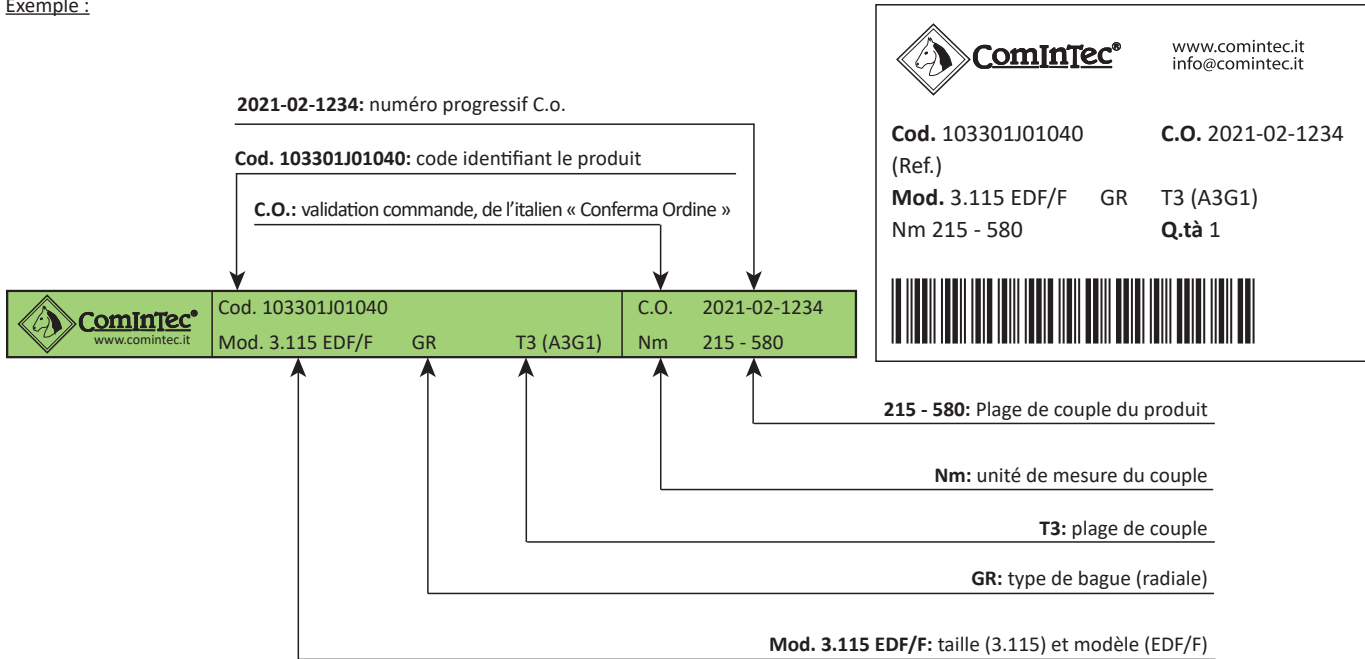 Exemple :
2021-02-1234: numéro progressif C.o.
Cod. 103301J01040: code identifiant le produit
C.O.: validation commande, de l’italien « Conferma Ordine »
ComInTec®
www.comintec.it
Cod. 103301J01040
C.O. 2021-02-1234
Mod. 3.115 EDF/F GR T3 (A3G1)
Nm 215 - 580
ComInTec®
www.comintec.it
info@comintec.it
Cod. 103301J01040 C.O. 2021-02-1234
(Ref.)
Mod. 3.115 EDF/F GR T3 (A3G1)
Nm 215 - 580 Q.tà 1
215 - 580: Plage de couple du produit
Nm: unité de mesure du couple
T3: plage de couple
GR: type de bague (radiale)
Mod. 3.115 EDF/F: taille (3.115) et modèle (EDF/F)